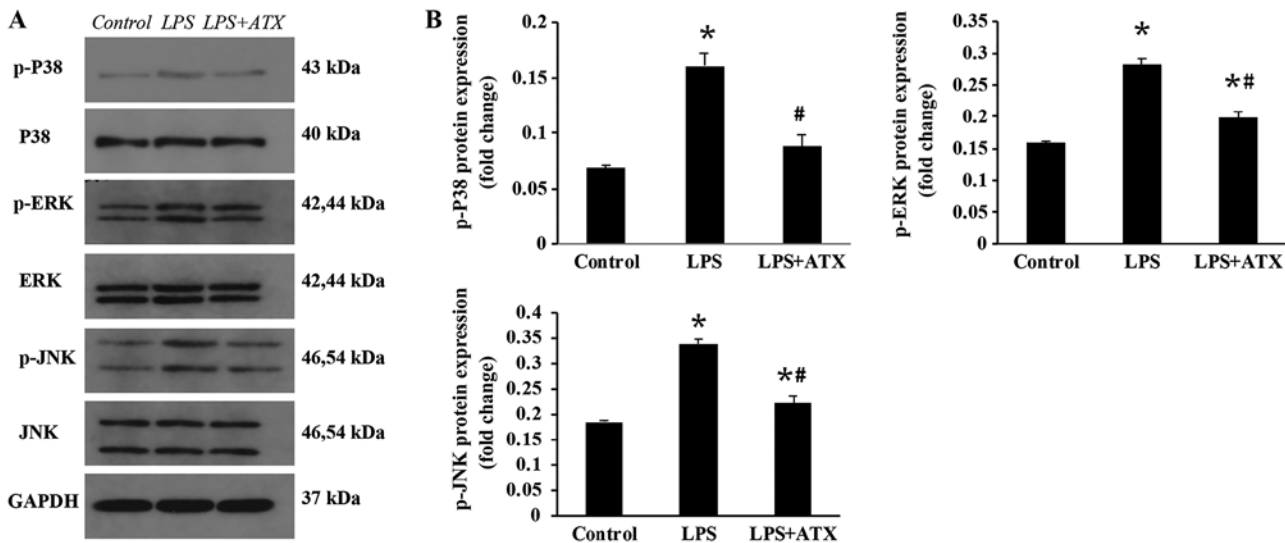 A
Control LPS LPS+ATX
p-P38 43 kDa
P38 40 kDa
p-ERK 42,44 kDa
ERK 42,44 kDa
p-JNK 46,54 kDa
JNK 46,54 kDa
GAPDH 37 kDa
B
p-P38 protein expression
(fold change)
0.2
0.15
0.1
0.05
0
*
#
Control LPS LPS+ATX
p-ERK protein expression
(fold change)
0.35
0.3
0.25
0.2
0.15
0.1
0.05
0
*
*#
Control LPS LPS+ATX
p-JNK protein expression
(fold change)
0.4
0.35
0.3
0.25
0.2
0.15
0.1
0.05
0
*
*#
Control LPS LPS+ATX